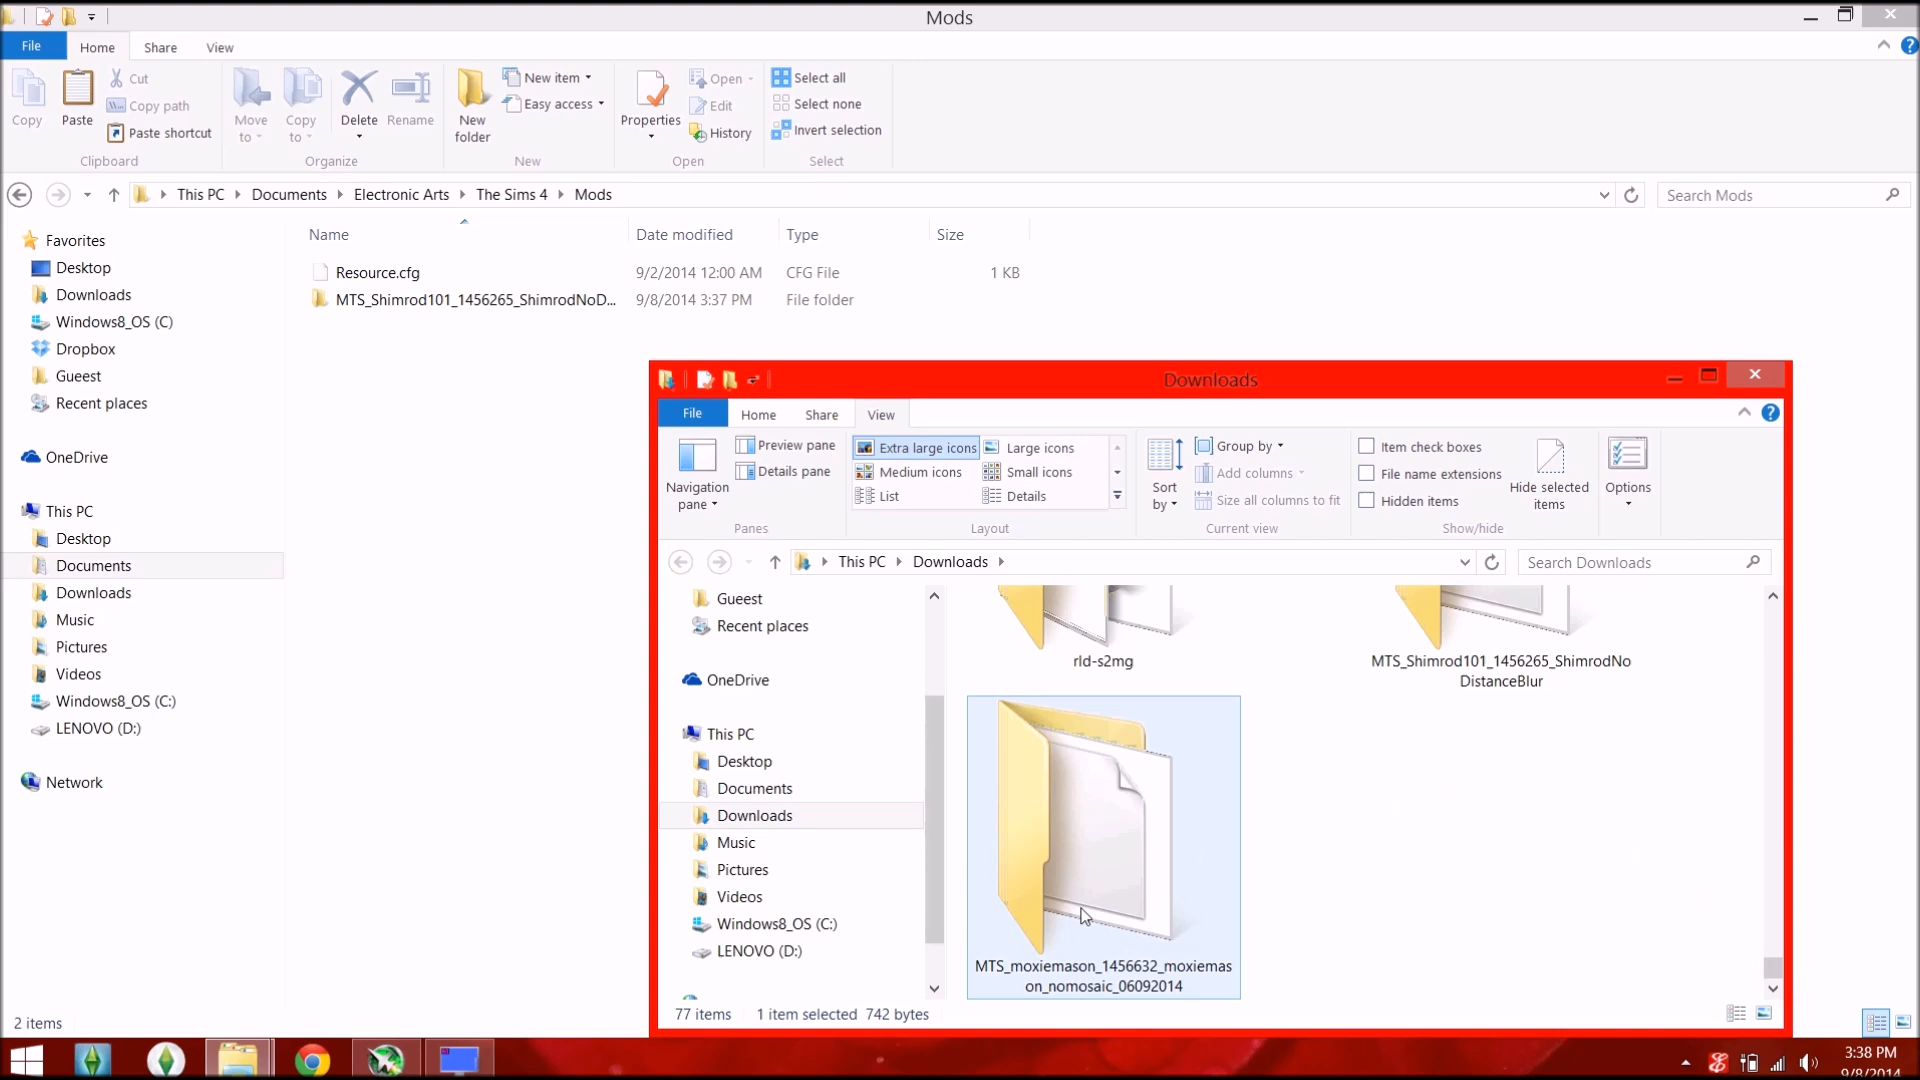 Mods
File Home Share View
Copy Paste Cut
Copy path
Paste shortcut
Clipboard
Move to Copy to Delete Rename
Organize
New folder New item
Easy access
New
Properties Open
Edit
History
Open
Select all
Select none
Invert selection
Select
This PC Documents Electronic Arts The Sims 4 Mods
Search Mods
Name Date modified Type Size
Resource.cfg 9/2/2014 12:00 AM CFG File 1 KB
MTS_Shimrod101_1456265_ShimrodNoD... 9/8/2014 3:37 PM File folder
Favorites
Desktop
Downloads
Windows8_OS (C)
Dropbox
Gueest
Recent places
OneDrive
This PC
Desktop
Documents
Downloads
Music
Pictures
Videos
Windows8_OS (C:)
LENOVO (D:)
Network
2 items
Downloads
File Home Share View
Navigation pane
Preview pane
Details pane
Panes
Extra large icons Large icons
Medium icons Small icons
List Details
Layout
Sort by
Group by
Add columns
Size all columns to fit
Current view
Item check boxes
File name extensions
Hidden items
Hide selected items
Show/hide
Options
This PC Downloads
Search Downloads
Gueest
Recent places
OneDrive
This PC
Desktop
Documents
Downloads
Music
Pictures
Videos
Windows8_OS (C:)
LENOVO (D:)
rld-s2mg
MTS_Shimrod101_1456265_ShimrodNo
DistanceBlur
MTS_moxiemason_1456632_moxiemas
on_nomosaic_06092014
77 items 1 item selected 742 bytes
3:38 PM
9/8/2014